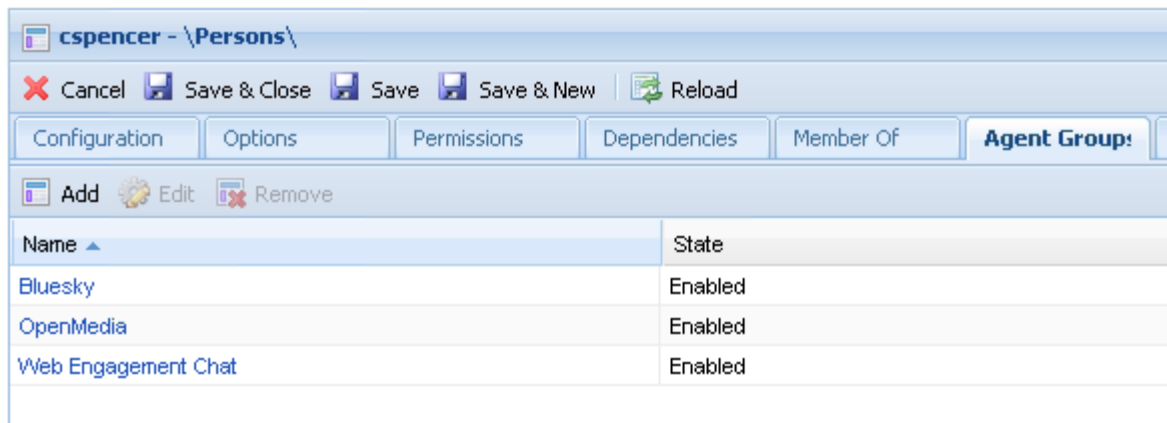 cspencer - \Persons\
Cancel Save & Close Save Save & New Reload
Configuration Options Permissions Dependencies Member Of Agent Groups
Add Edit Remove
Name State
Bluesky Enabled
OpenMedia Enabled
Web Engagement Chat Enabled